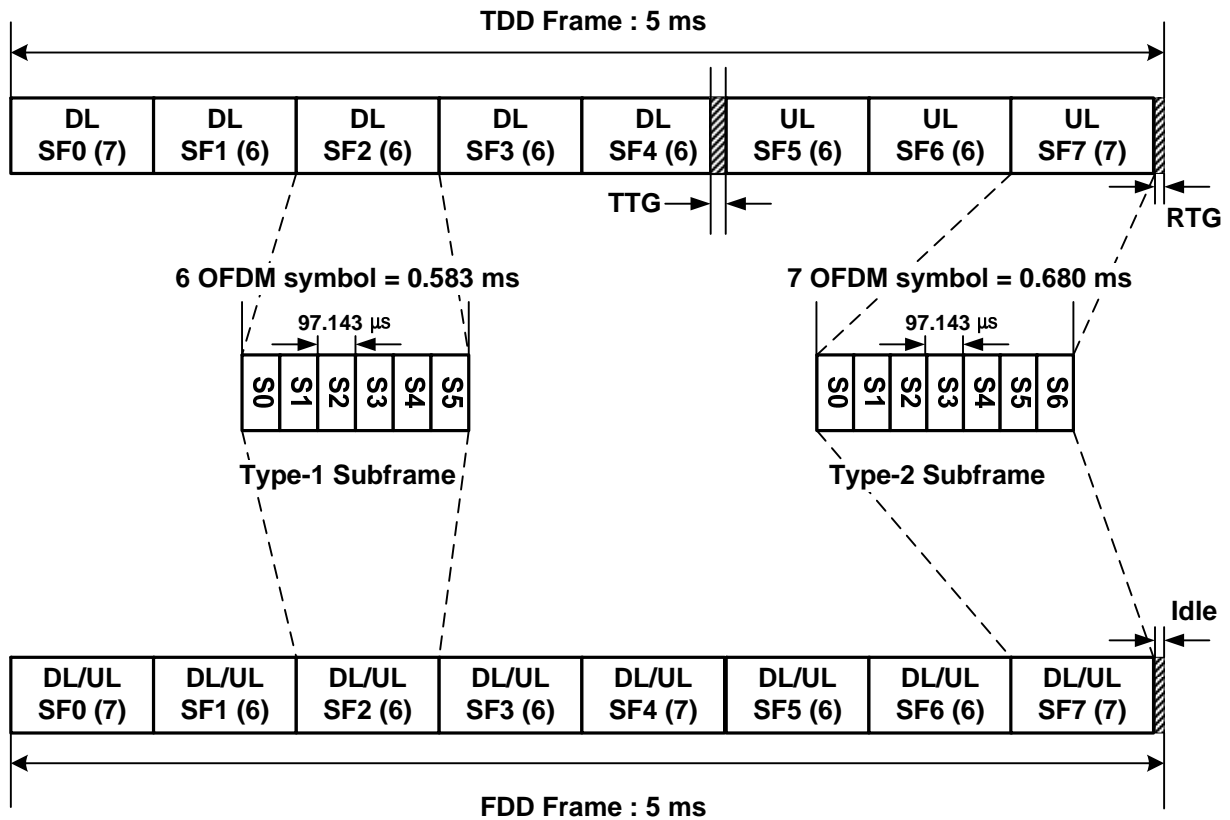 TDD Frame : 5 ms
DL
SF0 (7)
DL
SF1 (6)
DL
SF2 (6)
DL
SF3 (6)
DL
SF4 (6)
UL
SF5 (6)
UL
SF6 (6)
UL
SF7 (7)
TTG
RTG
6 OFDM symbol = 0.583 ms
97.143 μs
S0
S1
S2
S3
S4
S5
Type-1 Subframe
7 OFDM symbol = 0.680 ms
97.143 μs
S0
S1
S2
S3
S4
S5
S6
Type-2 Subframe
Idle
DL/UL
SF0 (7)
DL/UL
SF1 (6)
DL/UL
SF2 (6)
DL/UL
SF3 (6)
DL/UL
SF4 (7)
DL/UL
SF5 (6)
DL/UL
SF6 (6)
DL/UL
SF7 (7)
FDD Frame : 5 ms